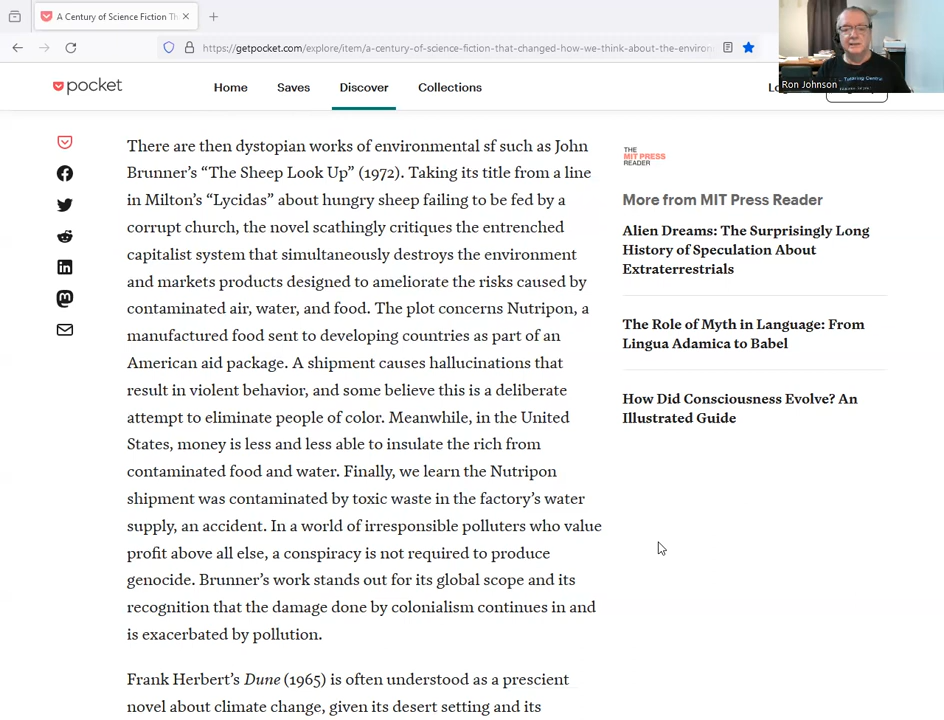 A Century of Science Fiction Th
https://getpocket.com/explore/item/a-century-of-science-fiction-that-changed-how-we-think-about-the-environ
Ron Johnson
pocket
Home
Saves
Discover
Collections
There are then dystopian works of environmental sf such as John
Brunner’s “The Sheep Look Up” (1972). Taking its title from a line
in Milton’s “Lycidas” about hungry sheep failing to be fed by a
corrupt church, the novel scathingly critiques the entrenched
capitalist system that simultaneously destroys the environment
and markets products designed to ameliorate the risks caused by
contaminated air, water, and food. The plot concerns Nutripon, a
manufactured food sent to developing countries as part of an
American aid package. A shipment causes hallucinations that
result in violent behavior, and some believe this is a deliberate
attempt to eliminate people of color. Meanwhile, in the United
States, money is less and less able to insulate the rich from
contaminated food and water. Finally, we learn the Nutripon
shipment was contaminated by toxic waste in the factory’s water
supply, an accident. In a world of irresponsible polluters who value
profit above all else, a conspiracy is not required to produce
genocide. Brunner’s work stands out for its global scope and its
recognition that the damage done by colonialism continues in and
is exacerbated by pollution.
Frank Herbert’s Dune (1965) is often understood as a prescient
novel about climate change, given its desert setting and its
THE
MIT PRESS
READER
More from MIT Press Reader
Alien Dreams: The Surprisingly Long
History of Speculation About
Extraterrestrials
The Role of Myth in Language: From
Lingua Adamica to Babel
How Did Consciousness Evolve? An
Illustrated Guide